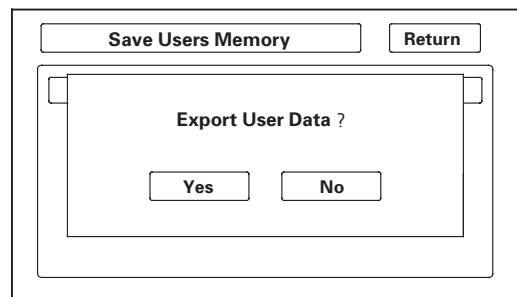 Save Users Memory Return
Export User Data ?
Yes No